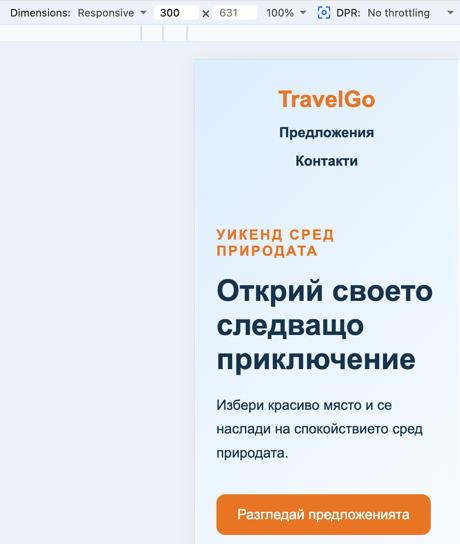 Dimensions: Responsive 300 x 631 100% DPR: No throttling
TravelGo
Предложения
Контакти
УИКЕНД СРЕД
ПРИРОДАТА
Открий своето
следващо
приключение
Избери красиво място и се
наслади на спокойствието сред
природата.
Разгледай предложенията